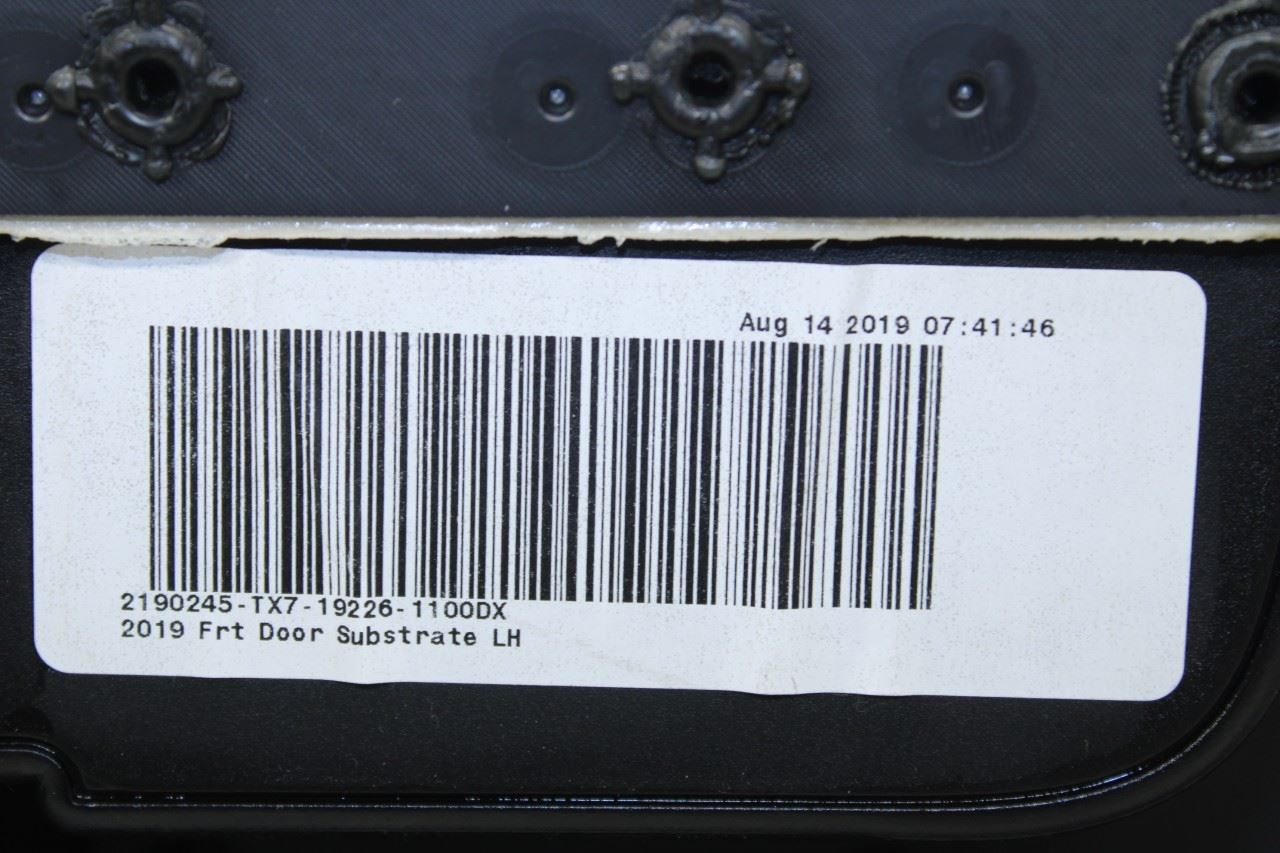 Aug 14 2019 07:41:46
2190245-TX7-19226-1100DX
2019 Frt Door Substrate LH